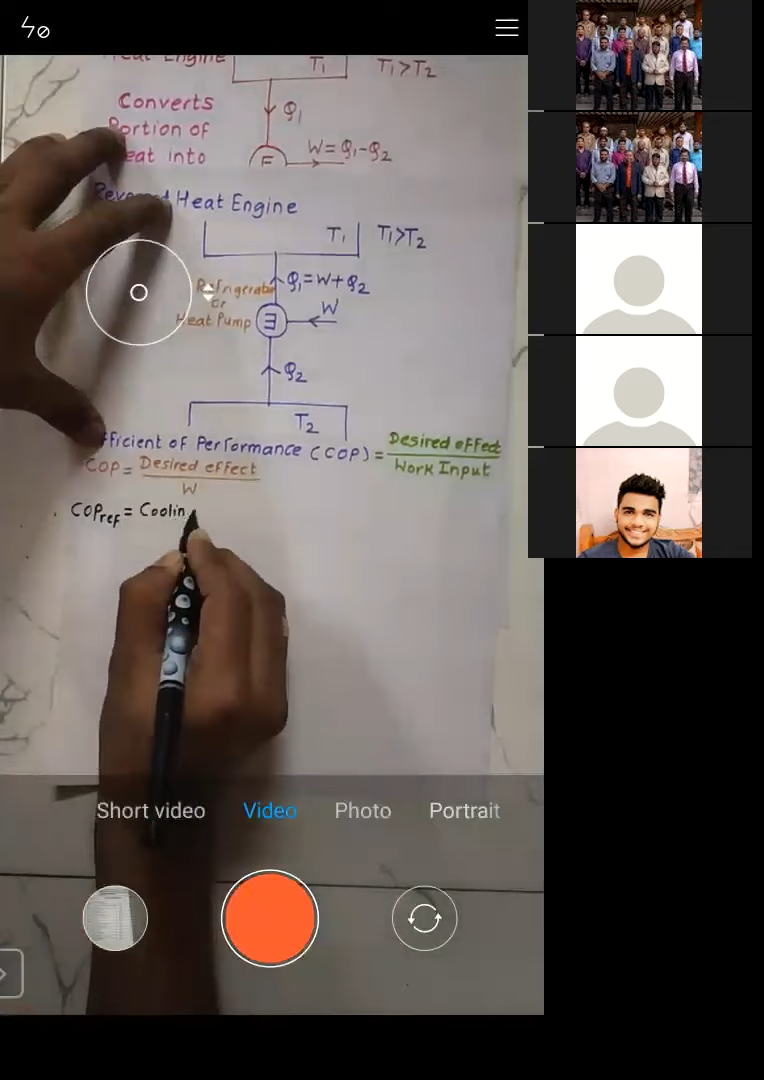 Heat Engine
T1
T1>T2
Converts
Portion of
Heat into
Q1
W=Q1-Q2
E
Heat Engine
T1
T1>T2
Refrigerator
or
Heat Pump
Q1=W+Q2
E
W
Q2
T2
fficient of Performance (COP) = Desired effect
Work Input
COP = Desired effect
W
COPref = Coolin
Short video
Video
Photo
Portrait